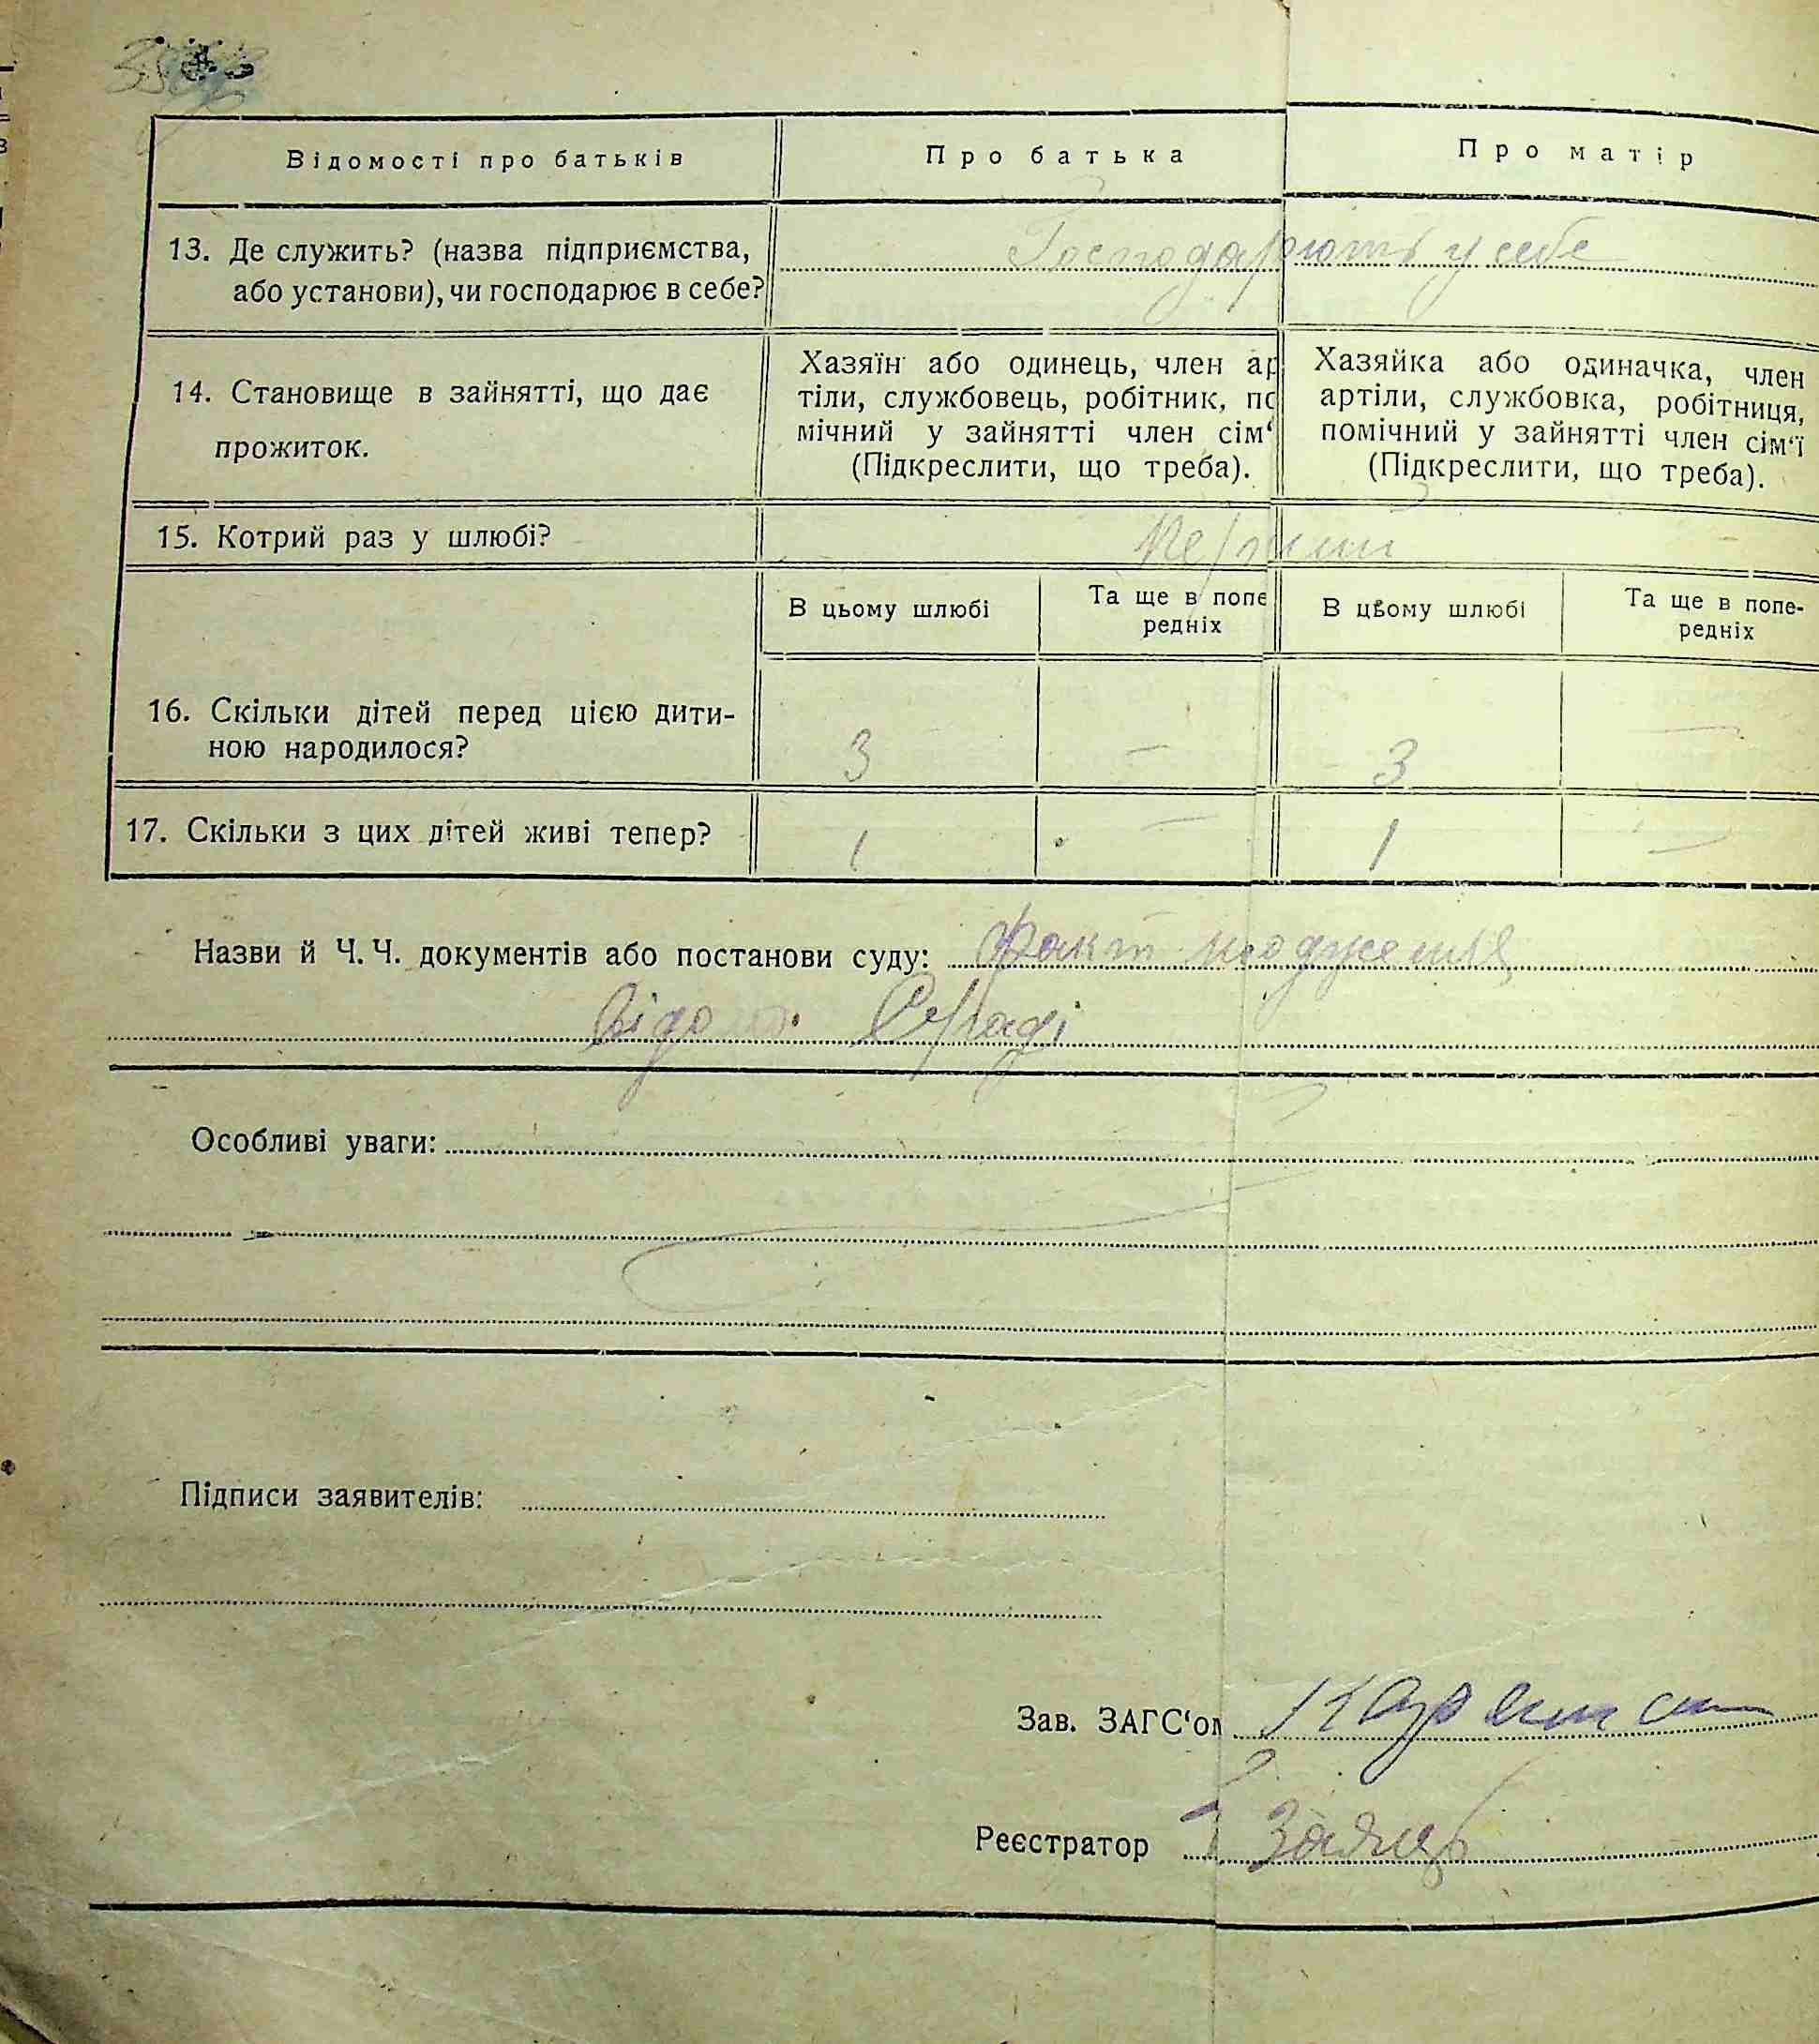 Відомості про батьків
Про батька
Про матір
13. Де служить? (назва підприємства,
або установи), чи господарює в себе?
Господарюють у себе
14. Становище в зайнятті, що дає
прожиток.
Хазяїн або одинець, член ар
тіли, службовець, робітник, по
мічний у зайнятті член сім‘
(Підкреслити, що треба).
Хазяйка або одиначка, член
артіли, службовка, робітниця,
помічний у зайнятті член сім‘ї
(Підкреслити, що треба).
15. Котрий раз у шлюбі?
В цьому шлюбі
Та ще в попе
редніх
В цьому шлюбі
Та ще в попе-
редніх
16. Скільки дітей перед цією дити-
ною народилося?
3 — 3 —
17. Скільки з цих дітей живі тепер?
1 — 1 —
Назви й Ч. Ч. документів або постанови суду: Факт
С/раді
Особливі уваги:
Підписи заявителів:
Зав. ЗАГС‘ом
Реєстратор Заяць